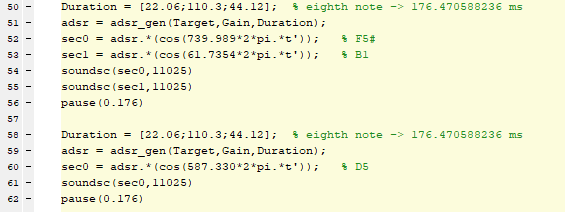 50 - Duration = [22.06;110.3;44.12]; % eighth note -> 176.470588236 ms
51 - adsr = adsr_gen(Target,Gain,Duration);
52 - sec0 = adsr.*(cos(739.989*2*pi.*t')); % F5#
53 - sec1 = adsr.*(cos(61.7354*2*pi.*t')); % B1
54 - soundsc(sec0,11025)
55 - soundsc(sec1,11025)
56 - pause(0.176)
57
58 - Duration = [22.06;110.3;44.12]; % eighth note -> 176.470588236 ms
59 - adsr = adsr_gen(Target,Gain,Duration);
60 - sec0 = adsr.*(cos(587.330*2*pi.*t')); % D5
61 - soundsc(sec0,11025)
62 - pause(0.176)